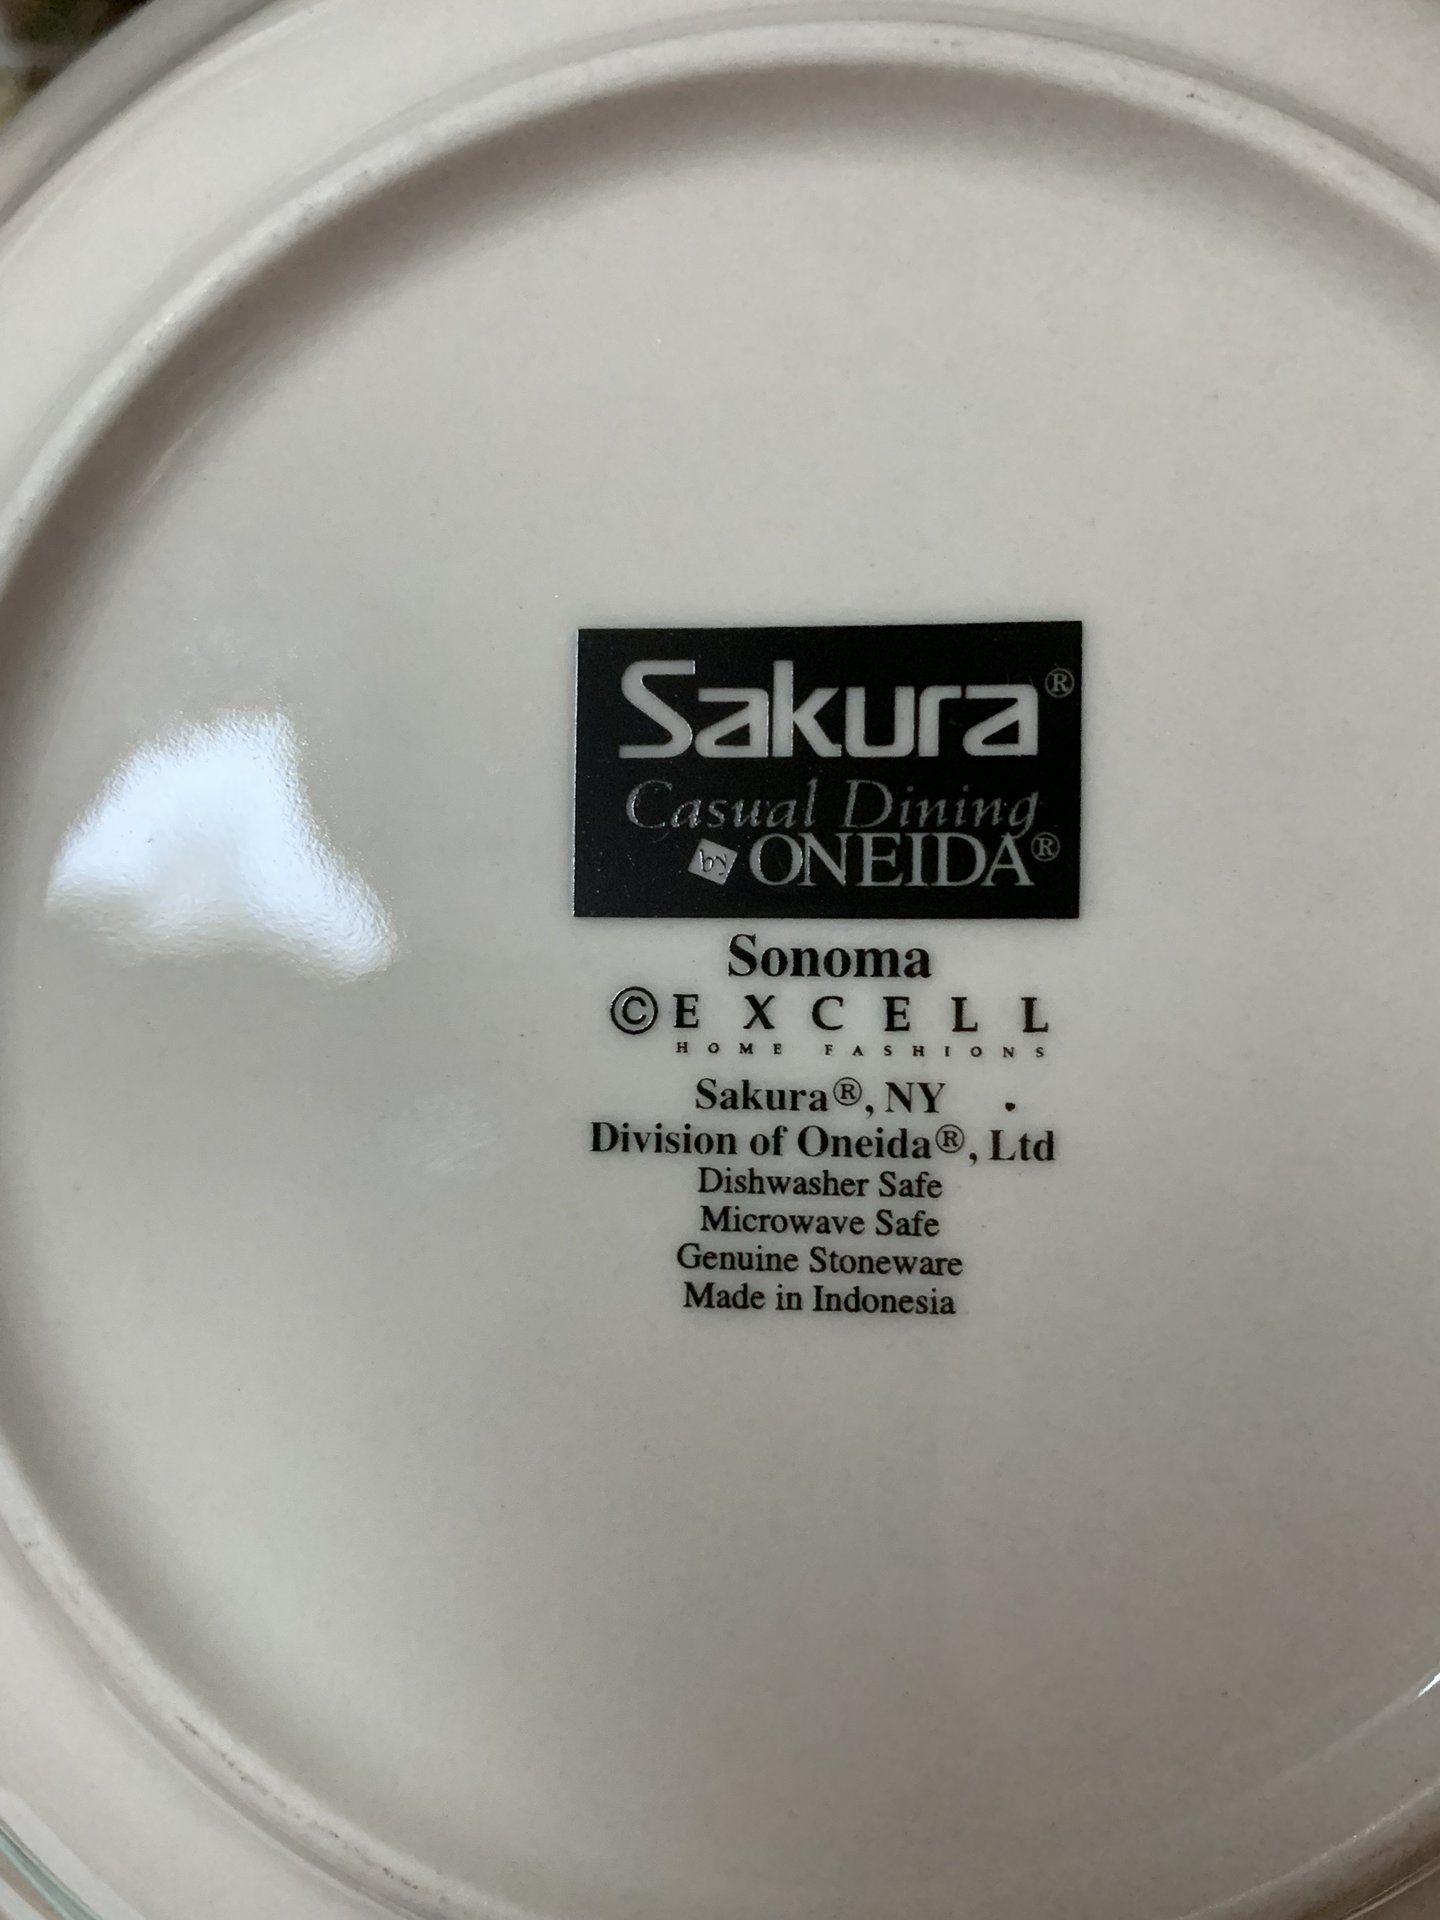 Sakura®
Casual Dining
by ONEIDA®
Sonoma
©EXCELL
HOME FASHIONS
Sakura®, NY
Division of Oneida®, Ltd
Dishwasher Safe
Microwave Safe
Genuine Stoneware
Made in Indonesia